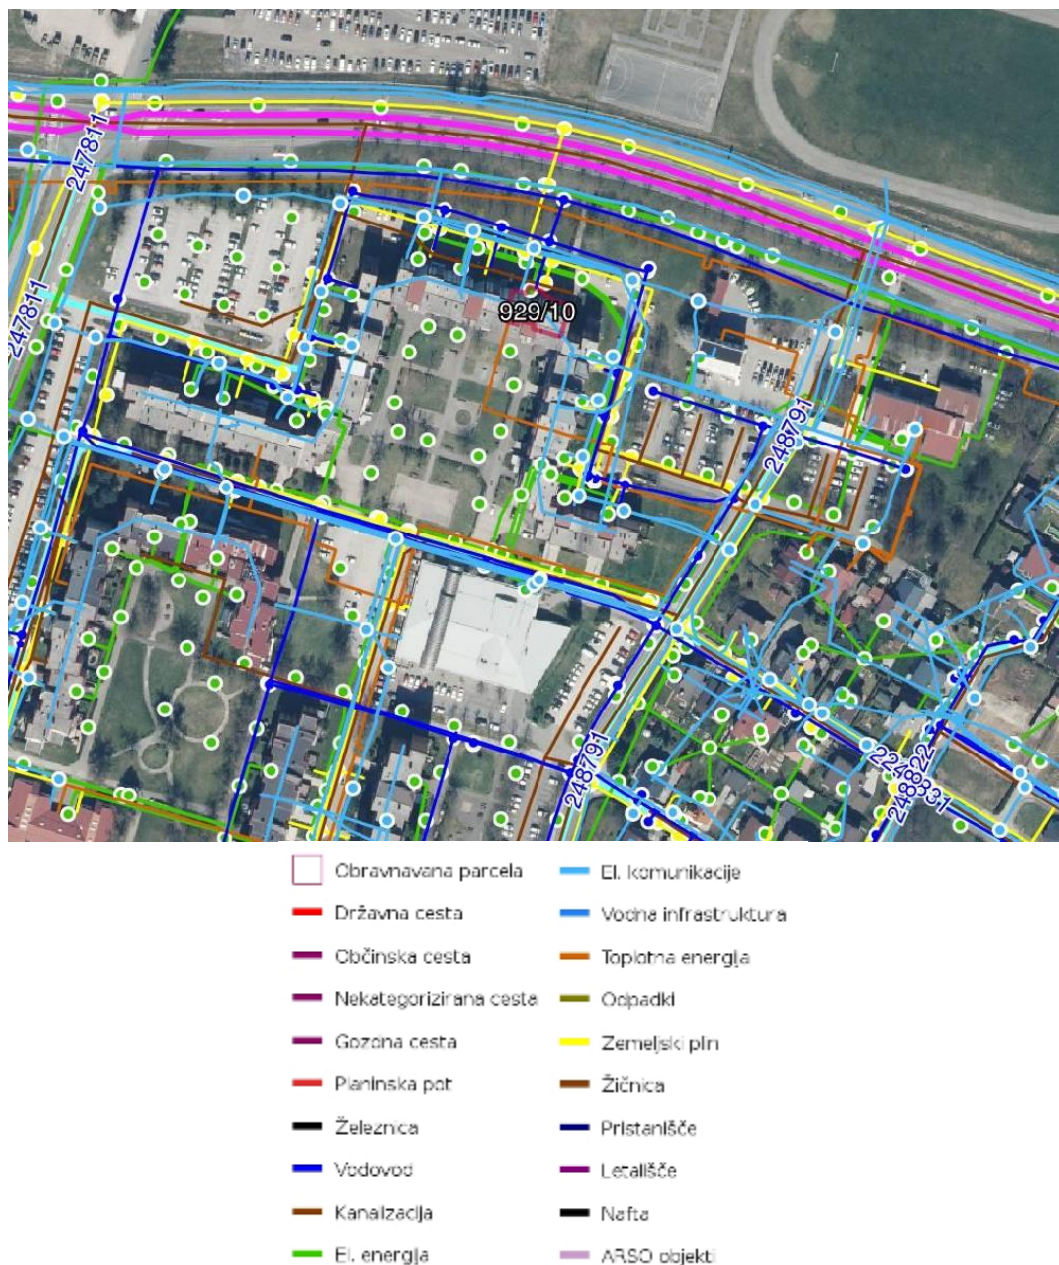 247811
247811
929/10
248791
248791
248822
2248331
Obravnavana parcela
Državna cesta
Občinska cesta
Nekategorizirana cesta
Gozdna cesta
Planinska pot
Železnica
Vodovod
Kanalizacija
El. energija
El. komunikacije
Vodna infrastruktura
Toplotna energija
Odpadki
Zemeljski plin
Žičnica
Pristanišče
Letališče
Nafta
ARSO objekti